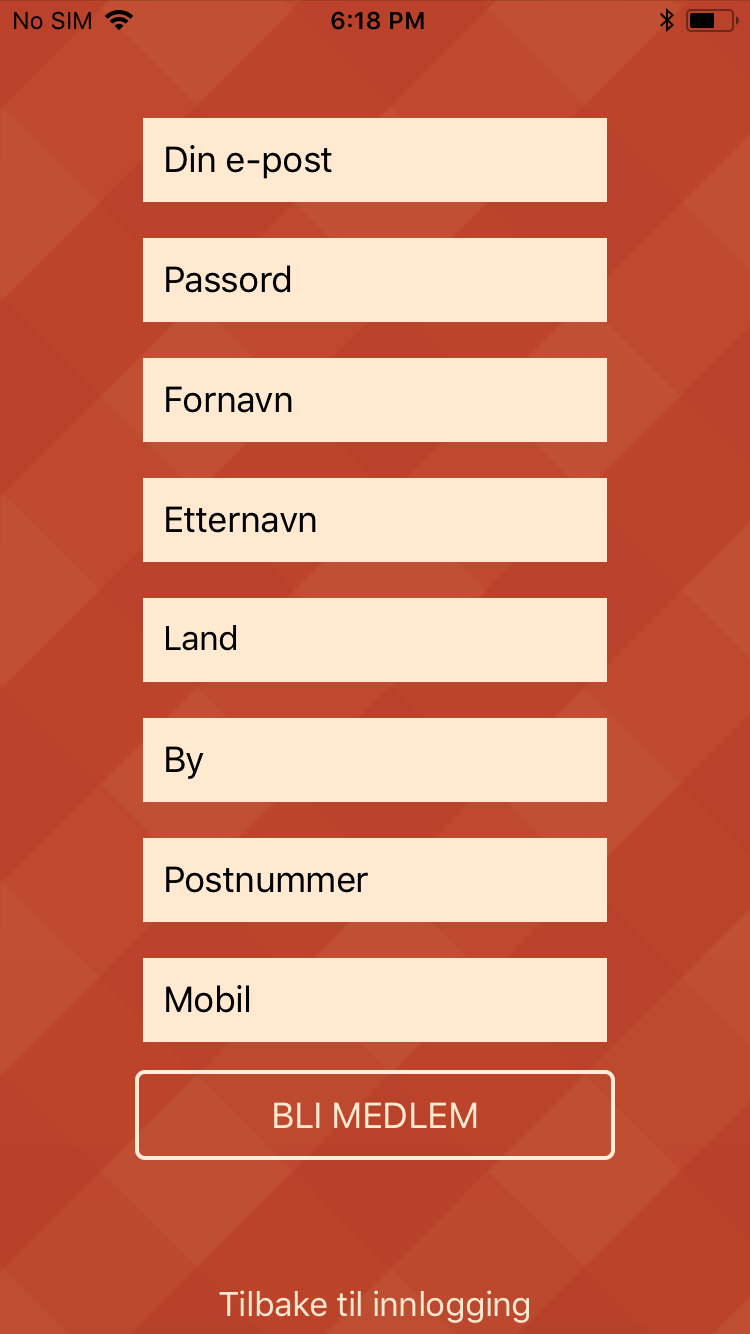 No SIM 6:18 PM
Din e-post
Passord
Fornavn
Etternavn
Land
By
Postnummer
Mobil
BLI MEDLEM
Tilbake til innlogging